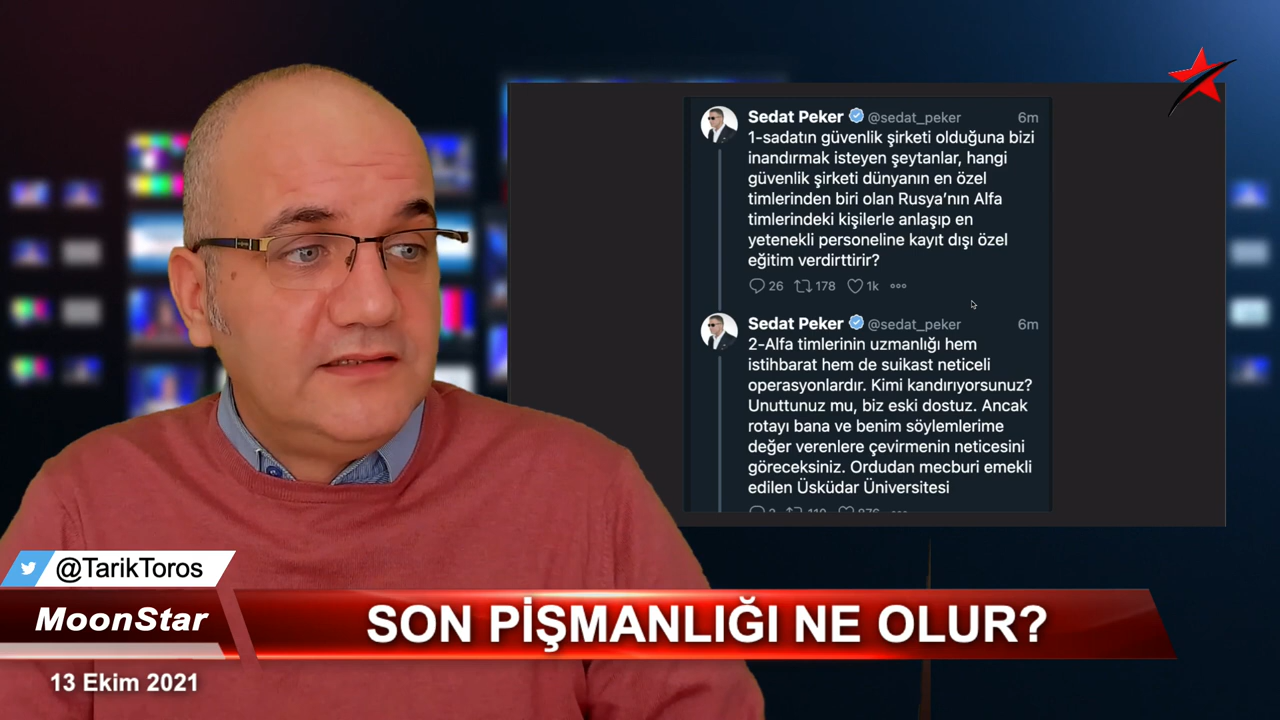 Sedat Peker @sedat_peker 6m
1-sadatın güvenlik şirketi olduğuna bizi
inandırmak isteyen şeytanlar, hangi
güvenlik şirketi dünyanın en özel
timlerinden biri olan Rusya’nın Alfa
timlerindeki kişilerle anlaşıp en
yetenekli personeline kayıt dışı özel
eğitim verdirttirir?
26 178 1k
Sedat Peker @sedat_peker 6m
2-Alfa timlerinin uzmanlığı hem
istihbarat hem de suikast neticeli
operasyonlardır. Kimi kandırıyorsunuz?
Unuttunuz mu, biz eski dostuz. Ancak
rotayı bana ve benim söylemlerime
değer verenlere çevirmenin neticesini
göreceksiniz. Ordudan mecburi emekli
edilen Üsküdar Üniversitesi
@TarikToros
MoonStar
SON PİŞMANLIĞI NE OLUR?
13 Ekim 2021